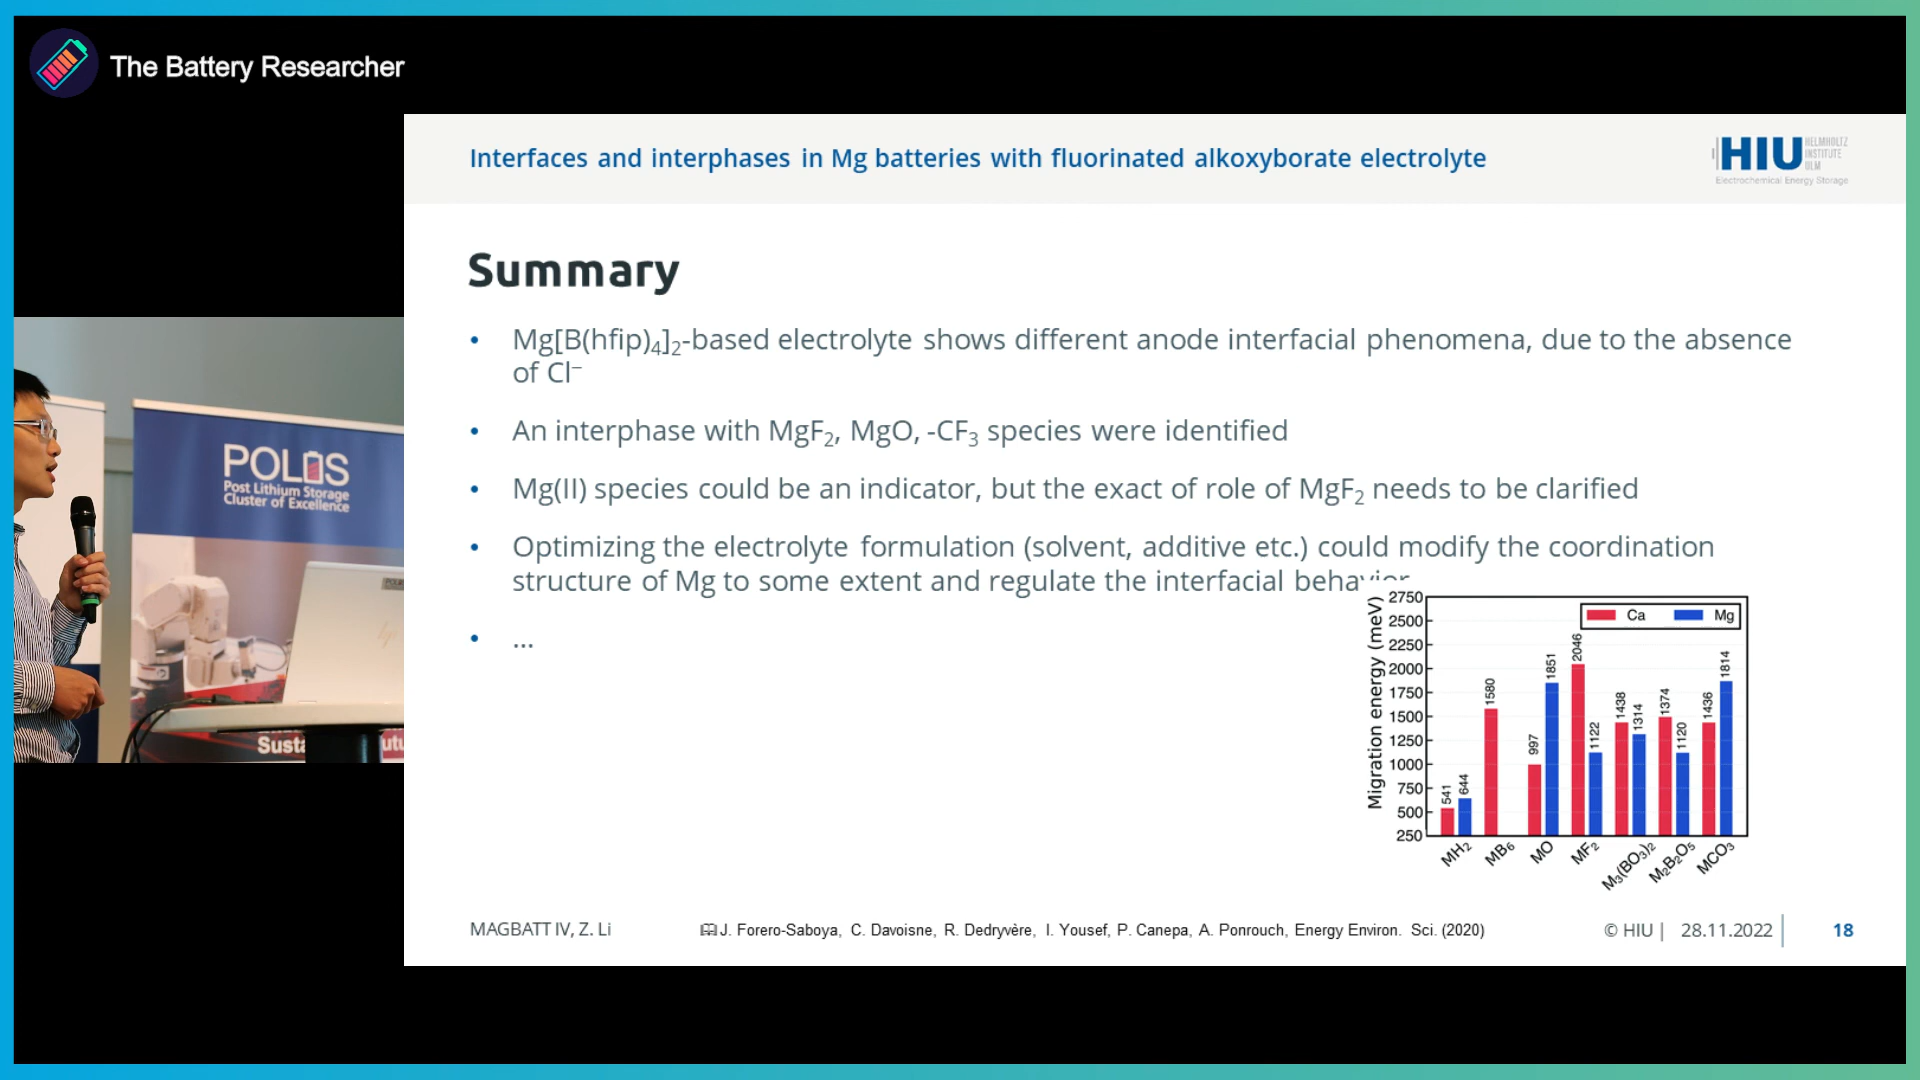 The Battery Researcher
Interfaces and interphases in Mg batteries with fluorinated alkoxyborate electrolyte
HIU
HELMHOLTZ
INSTITUTE
ULM
Electrochemical Energy Storage
Summary
• Mg[B(hfip)₄]₂-based electrolyte shows different anode interfacial phenomena, due to the absence
of Cl⁻
• An interphase with MgF₂, MgO, -CF₃ species were identified
• Mg(II) species could be an indicator, but the exact of role of MgF₂ needs to be clarified
• Optimizing the electrolyte formulation (solvent, additive etc.) could modify the coordination
structure of Mg to some extent and regulate the interfacial behavior
• ...
POLiS
Post Lithium Storage
Cluster of Excellence
Migration energy (meV)
2750
2500
2250
2000
1750
1500
1250
1000
750
500
250
Ca Mg
541 644 1580 997 1851 2046 1122 1438 1314 1374 1120 1436 1814
MH₂ MB₆ MO MF₂ M₃(BO₃)₂ M₂B₂O₅ MCO₃
MAGBATT IV, Z. Li
J. Forero-Saboya, C. Davoisne, R. Dedryvère, I. Yousef, P. Canepa, A. Ponrouch, Energy Environ. Sci. (2020)
© HIU | 28.11.2022
18